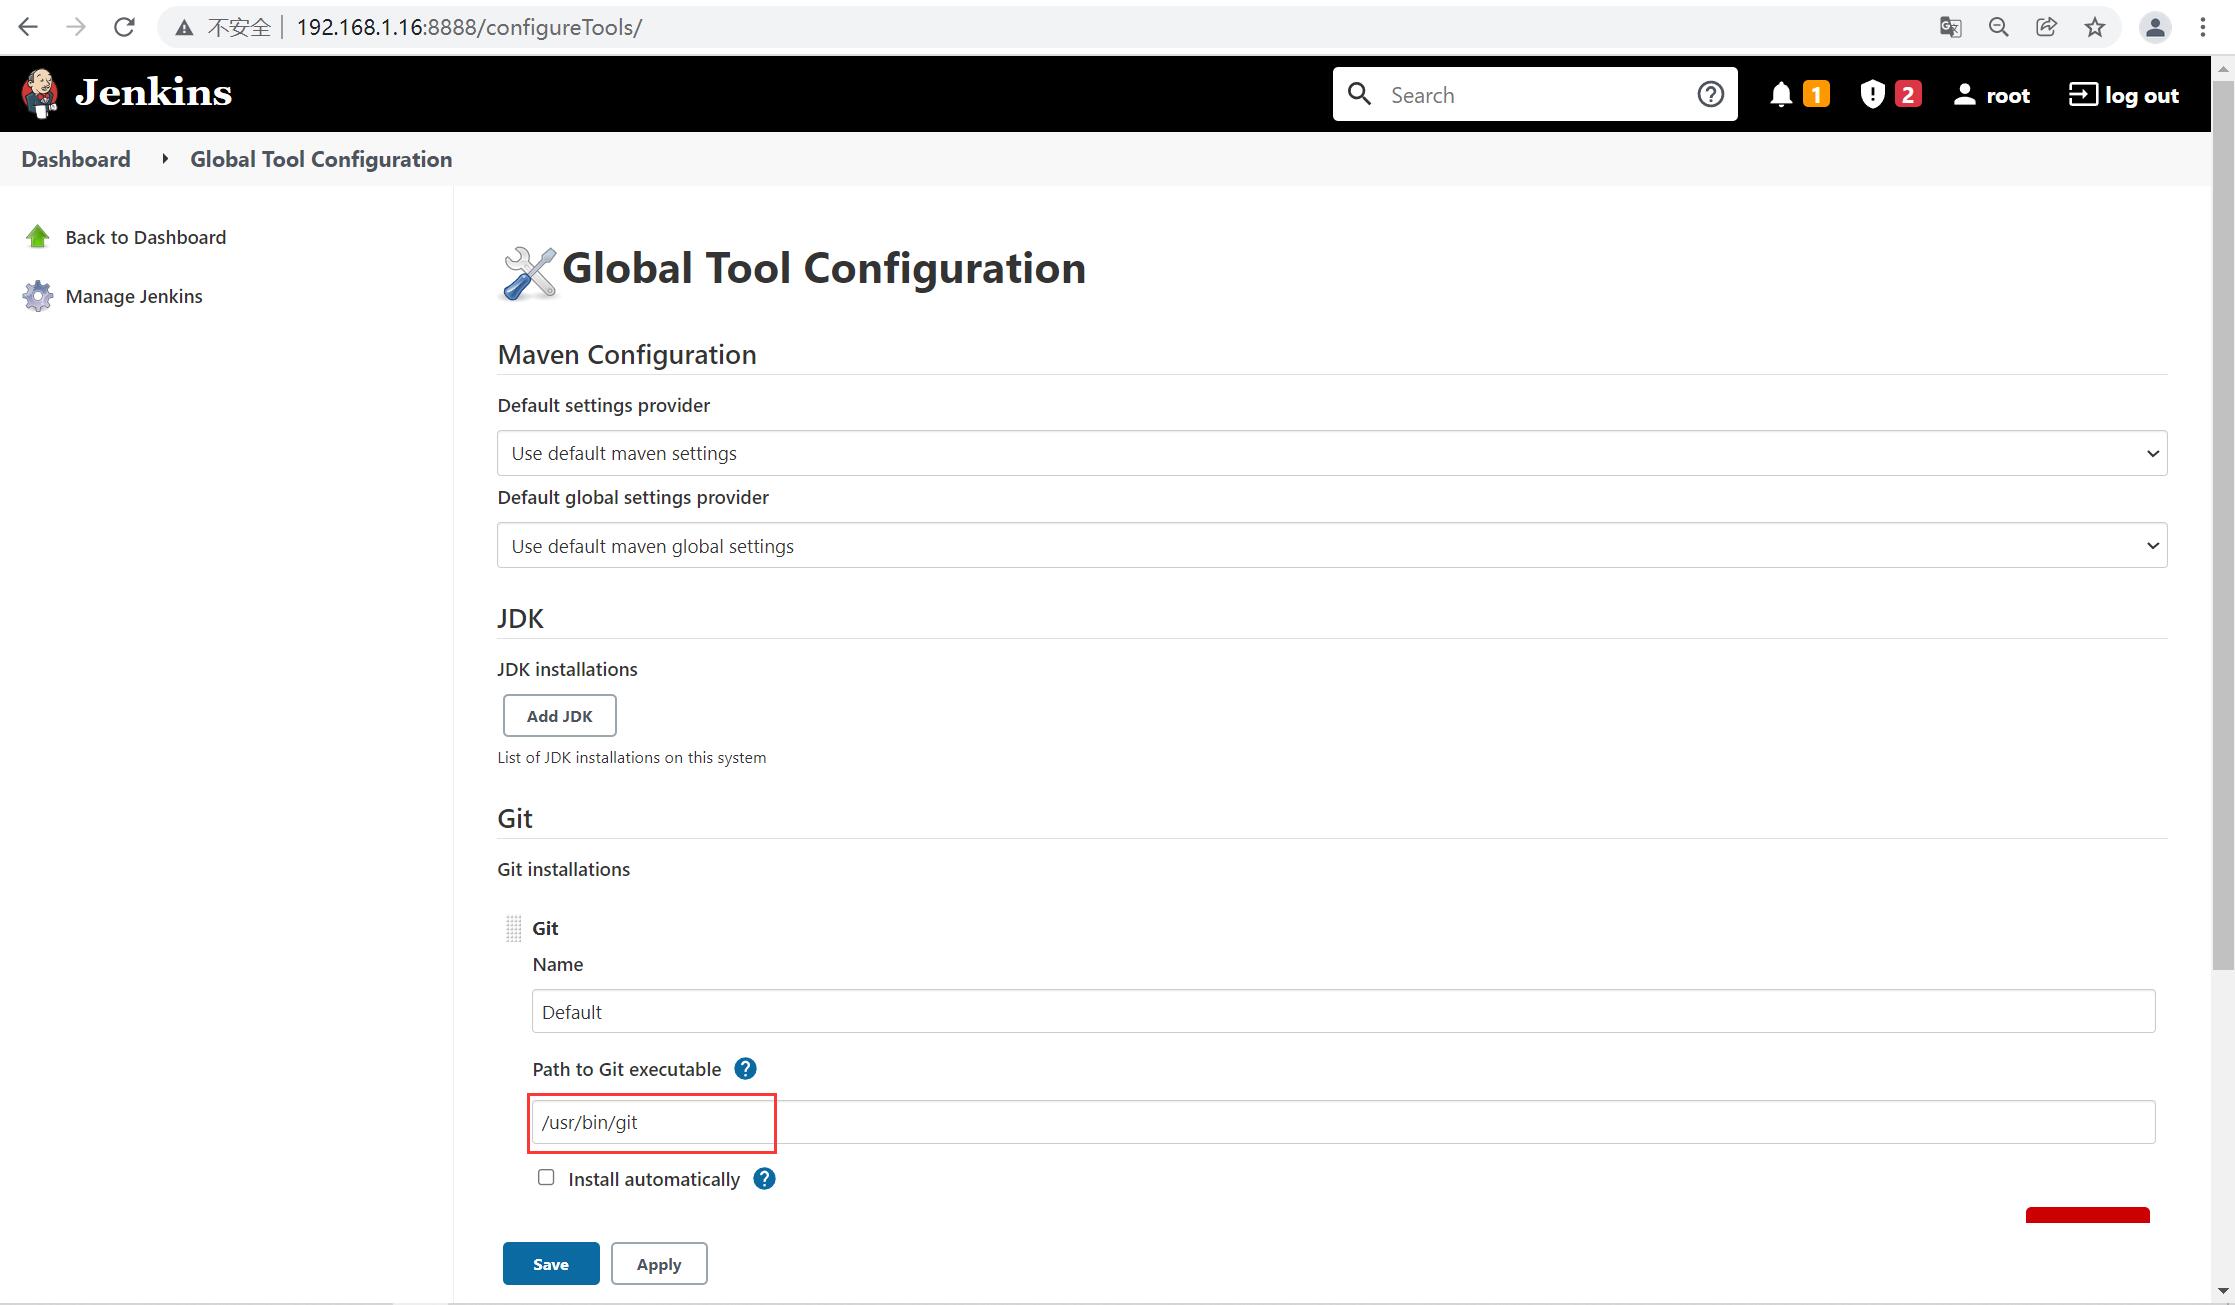 不安全 192.168.1.16:8888/configureTools/
Jenkins
Search
1
2
root
log out
Dashboard
Global Tool Configuration
Back to Dashboard
Manage Jenkins
Global Tool Configuration
Maven Configuration
Default settings provider
Use default maven settings
Default global settings provider
Use default maven global settings
JDK
JDK installations
Add JDK
List of JDK installations on this system
Git
Git installations
Git
Name
Default
Path to Git executable ?
/usr/bin/git
Install automatically ?
Save
Apply